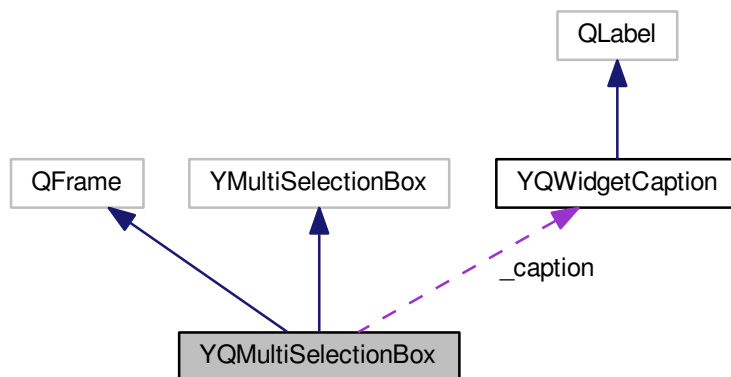 QLabel
QFrame
YMultiSelectionBox
YQWidgetCaption
_caption
YQMultiSelectionBox